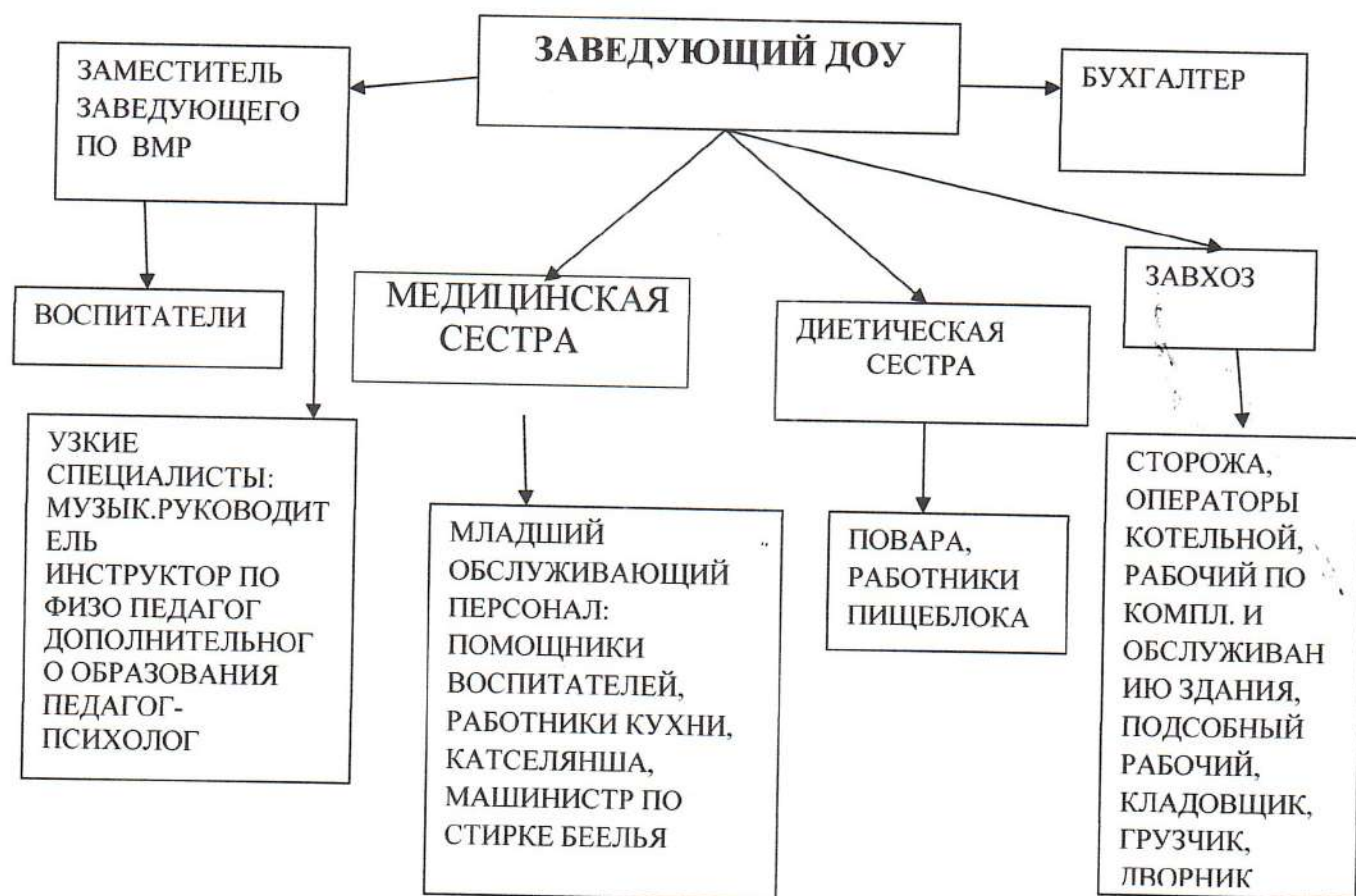 ЗАВЕДУЮЩИЙ ДОУ
ЗАМЕСТИТЕЛЬ
ЗАВЕДУЮЩЕГО
ПО ВМР
БУХГАЛТЕР
ВОСПИТАТЕЛИ
МЕДИЦИНСКАЯ
СЕСТРА
ДИЕТИЧЕСКАЯ
СЕСТРА
ЗАВХОЗ
УЗКИЕ
СПЕЦИАЛИСТЫ:
МУЗЫК.РУКОВОДИТ
ЕЛЬ
ИНСТРУКТОР ПО
ФИЗО ПЕДАГОГ
ДОПОЛНИТЕЛЬНОГ
О ОБРАЗОВАНИЯ
ПЕДАГОГ-
ПСИХОЛОГ
МЛАДШИЙ
ОБСЛУЖИВАЮЩИЙ
ПЕРСОНАЛ:
ПОМОЩНИКИ
ВОСПИТАТЕЛЕЙ,
РАБОТНИКИ КУХНИ,
КАТСЕЛЯНША,
МАШИНИСТР ПО
СТИРКЕ БЕЕЛЬЯ
ПОВАРА,
РАБОТНИКИ
ПИЩЕБЛОКА
СТОРОЖА,
ОПЕРАТОРЫ
КОТЕЛЬНОЙ,
РАБОЧИЙ ПО
КОМПЛ. И
ОБСЛУЖИВАН
ИЮ ЗДАНИЯ,
ПОДСОБНЫЙ
РАБОЧИЙ,
КЛАДОВЩИК,
ГРУЗЧИК,
ДВОРНИК